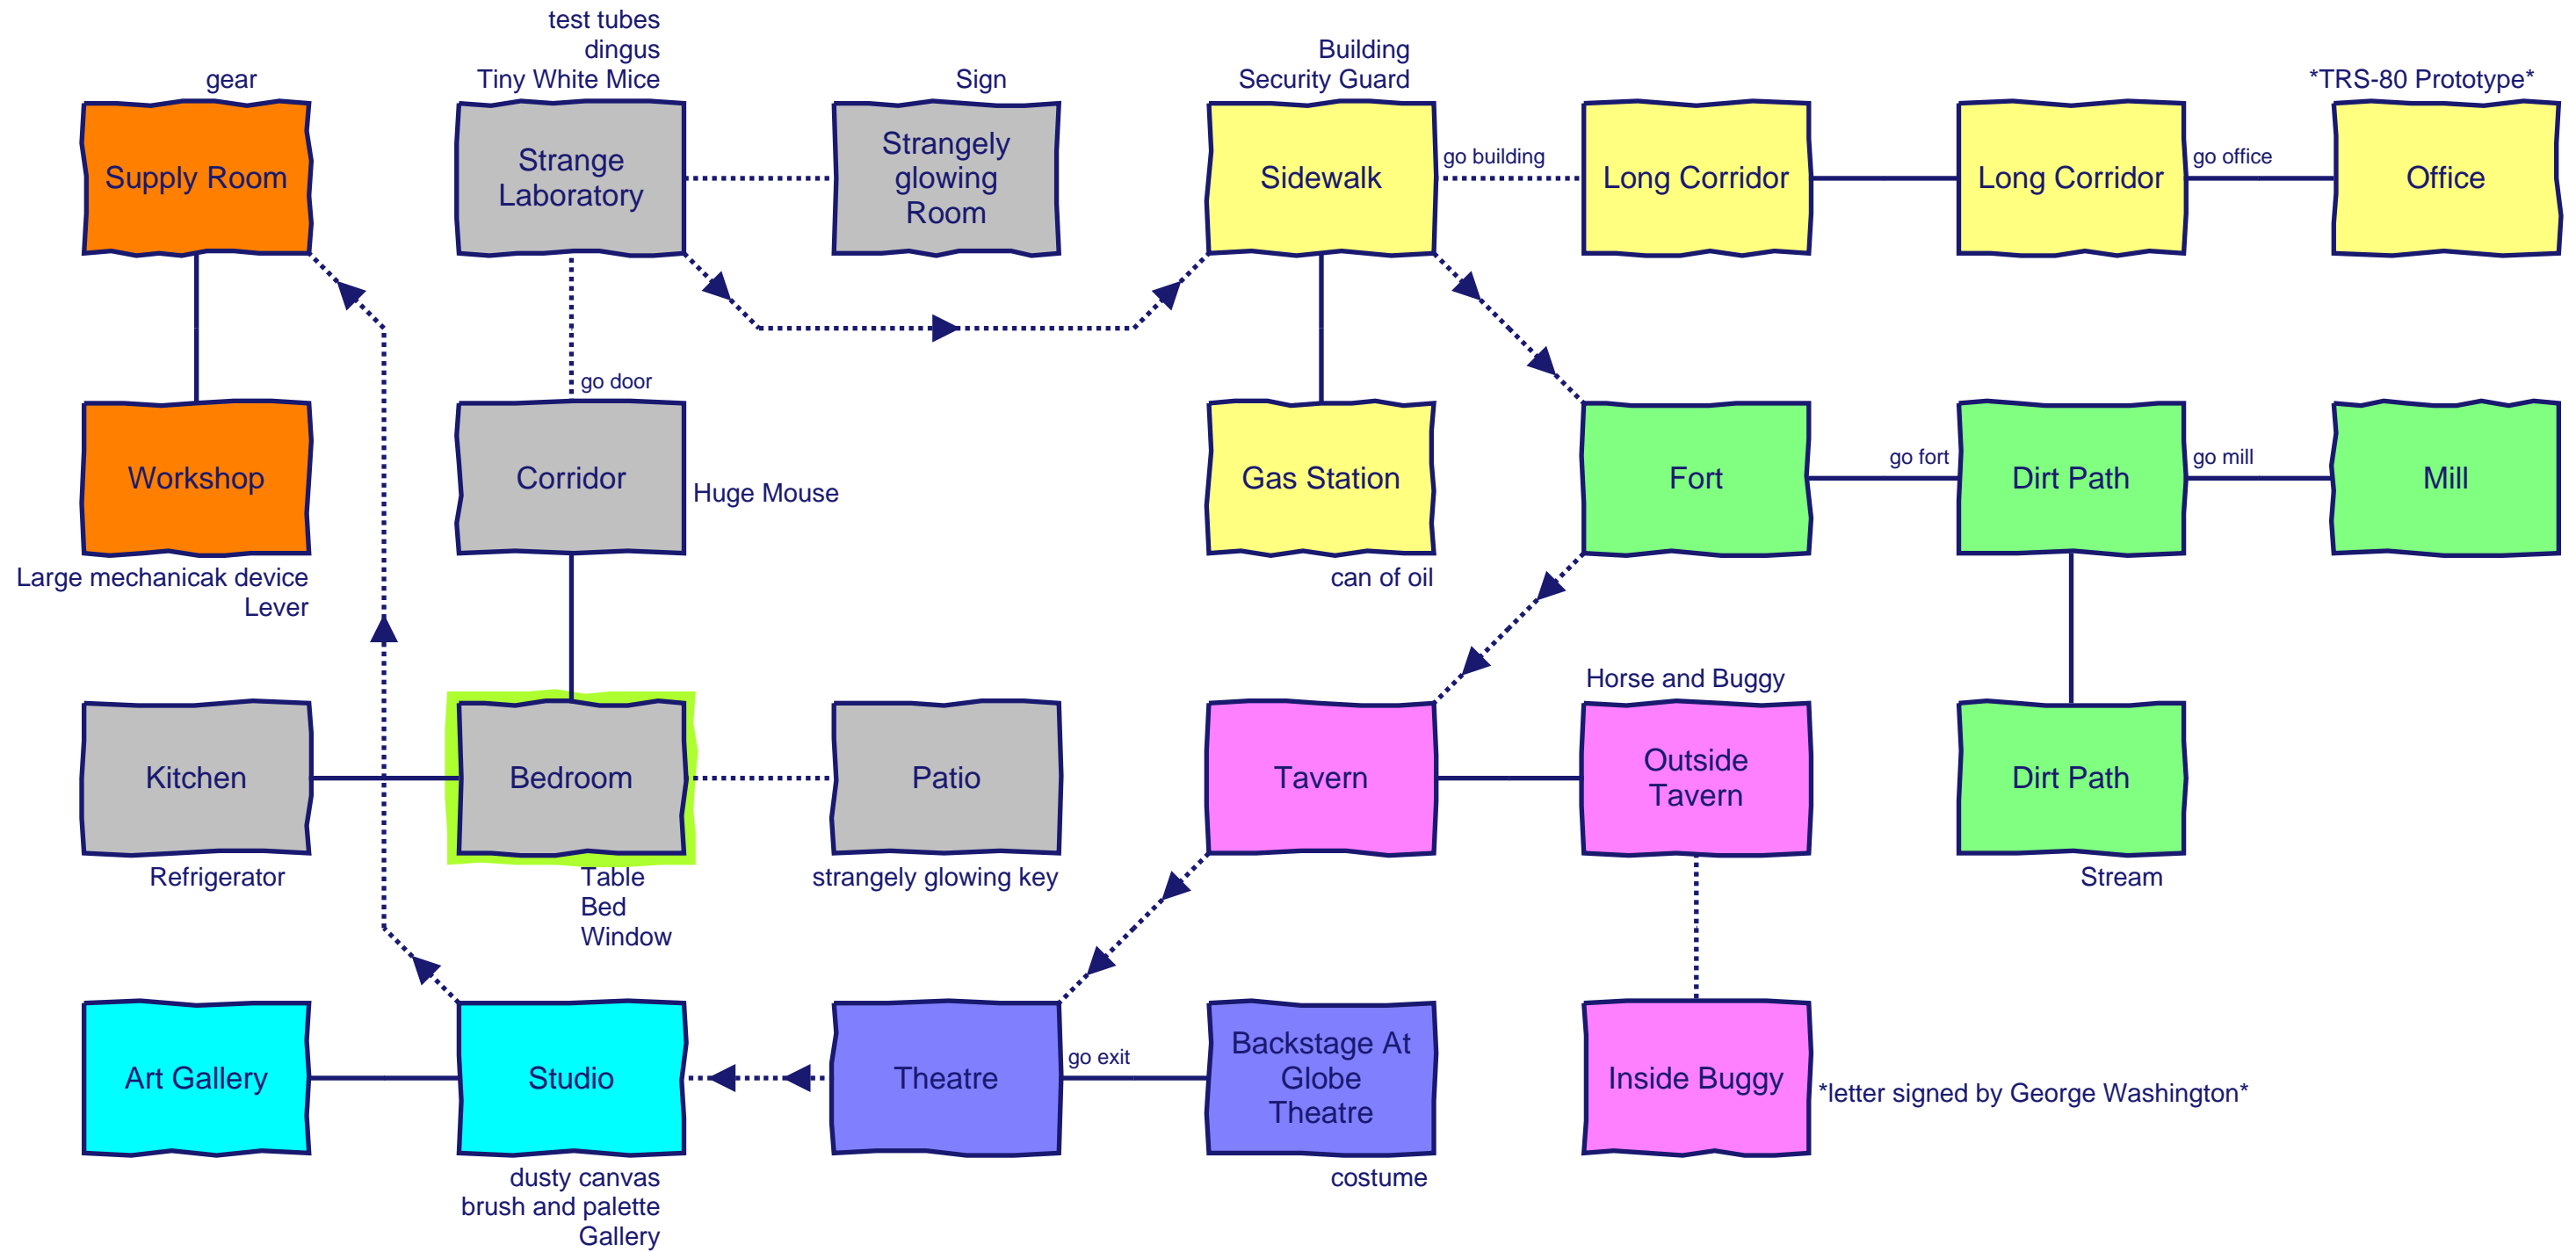 test tubes
dingus
Tiny White Mice
Building
Security Guard
gear
Sign
*TRS-80 Prototype*
Supply Room
Strange
Laboratory
Strangely
glowing
Room
Sidewalk
go building
Long Corridor
Long Corridor
go office
Office
go door
Workshop
Corridor
Huge Mouse
Gas Station
Fort
go fort
Dirt Path
go mill
Mill
Large mechanicak device
Lever
can of oil
Horse and Buggy
Kitchen
Bedroom
Patio
Tavern
Outside
Tavern
Dirt Path
Refrigerator
Table
Bed
Window
strangely glowing key
Stream
Art Gallery
Studio
Theatre
go exit
Backstage At
Globe
Theatre
Inside Buggy
*letter signed by George Washington*
dusty canvas
brush and palette
Gallery
costume